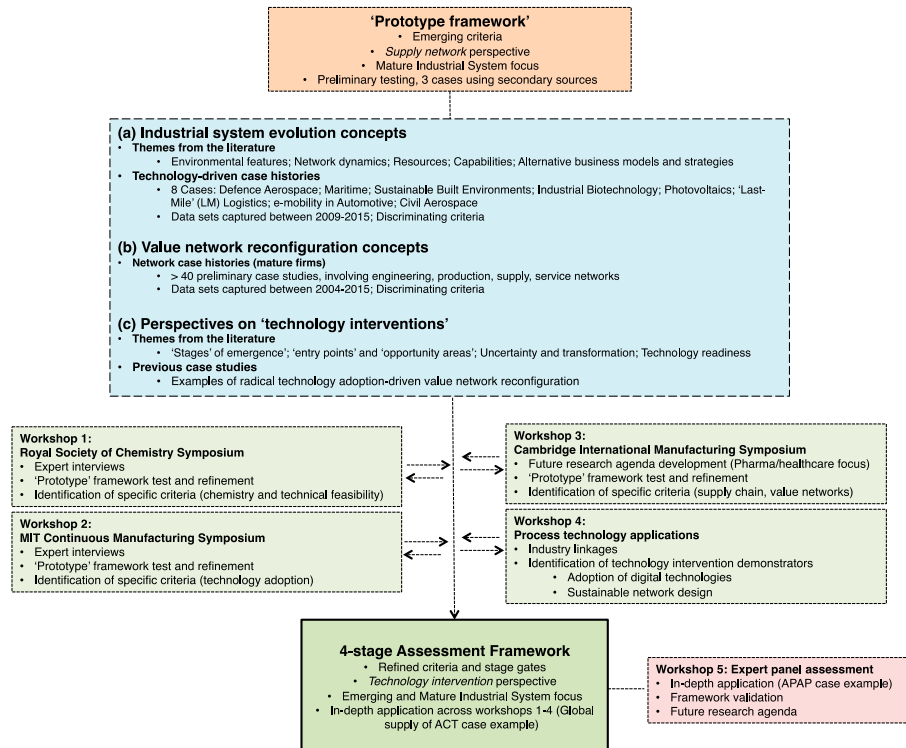 ‘Prototype framework’
• Emerging criteria
• Supply network perspective
• Mature Industrial System focus
• Preliminary testing, 3 cases using secondary sources
(a) Industrial system evolution concepts
• Themes from the literature
• Environmental features; Network dynamics; Resources; Capabilities; Alternative business models and strategies
• Technology-driven case histories
• 8 Cases: Defence Aerospace; Maritime; Sustainable Built Environments; Industrial Biotechnology; Photovoltaics; ‘Last-
Mile’ (LM) Logistics; e-mobility in Automotive; Civil Aerospace
• Data sets captured between 2009-2015; Discriminating criteria
(b) Value network reconfiguration concepts
• Network case histories (mature firms)
• > 40 preliminary case studies, involving engineering, production, supply, service networks
• Data sets captured between 2004-2015; Discriminating criteria
(c) Perspectives on ‘technology interventions’
• Themes from the literature
• ‘Stages’ of emergence’; ‘entry points’ and ‘opportunity areas’; Uncertainty and transformation; Technology readiness
• Previous case studies
• Examples of radical technology adoption-driven value network reconfiguration
Workshop 1:
Royal Society of Chemistry Symposium
• Expert interviews
• ‘Prototype’ framework test and refinement
• Identification of specific criteria (chemistry and technical feasibility)
Workshop 2:
MIT Continuous Manufacturing Symposium
• Expert interviews
• ‘Prototype’ framework test and refinement
• Identification of specific criteria (technology adoption)
Workshop 3:
Cambridge International Manufacturing Symposium
• Future research agenda development (Pharma/healthcare focus)
• ‘Prototype’ framework test and refinement
• Identification of specific criteria (supply chain, value networks)
Workshop 4:
Process technology applications
• Industry linkages
• Identification of technology intervention demonstrators
• Adoption of digital technologies
• Sustainable network design
4-stage Assessment Framework
• Refined criteria and stage gates
• Technology intervention perspective
• Emerging and Mature Industrial System focus
• In-depth application across workshops 1-4 (Global
supply of ACT case example)
Workshop 5: Expert panel assessment
• In-depth application (APAP case example)
• Framework validation
• Future research agenda